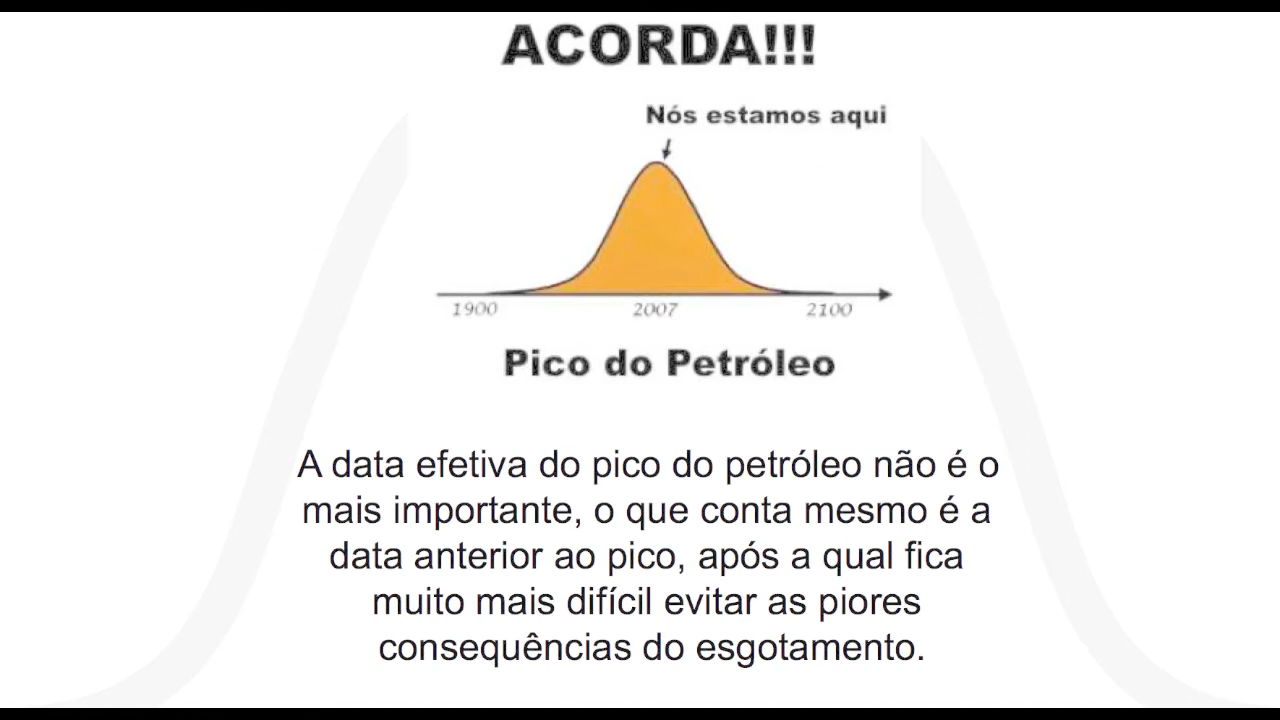 ACORDA!!!
Nós estamos aqui
1900 2007 2100
Pico do Petróleo
A data efetiva do pico do petróleo não é o
mais importante, o que conta mesmo é a
data anterior ao pico, após a qual fica
muito mais difícil evitar as piores
consequências do esgotamento.